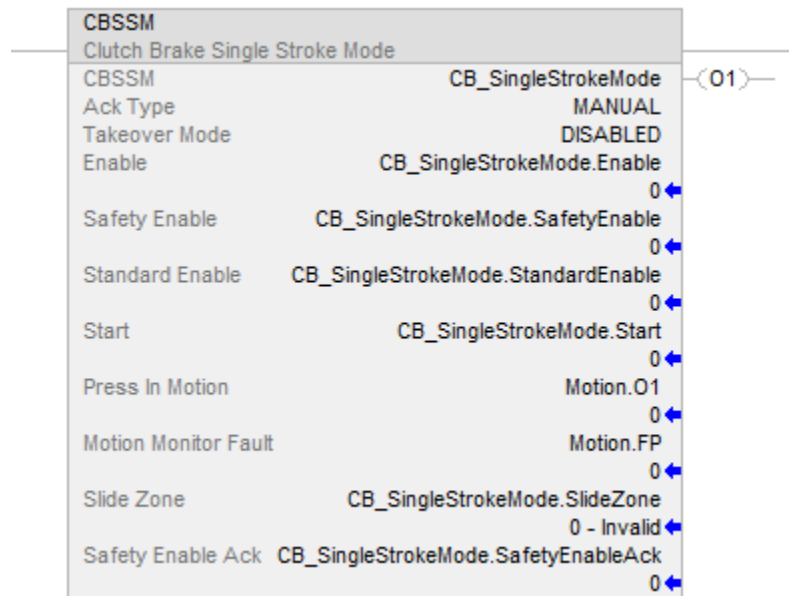 CBSSM
Clutch Brake Single Stroke Mode
CBSSM CB_SingleStrokeMode O1
Ack Type MANUAL
Takeover Mode DISABLED
Enable CB_SingleStrokeMode.Enable
0
Safety Enable CB_SingleStrokeMode.SafetyEnable
0
Standard Enable CB_SingleStrokeMode.StandardEnable
0
Start CB_SingleStrokeMode.Start
0
Press In Motion Motion.O1
0
Motion Monitor Fault Motion.FP
0
Slide Zone CB_SingleStrokeMode.SlideZone
0 - Invalid
Safety Enable Ack CB_SingleStrokeMode.SafetyEnableAck
0